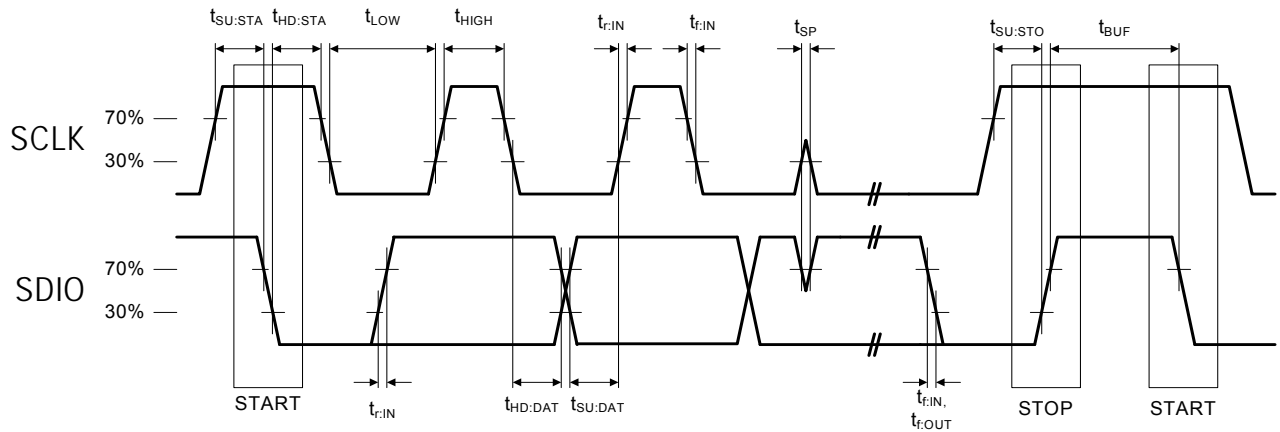 tSU:STA tHD:STA tLOW tHIGH tr:IN tf:IN tSP tSU:STO tBUF
SCLK 70%
30%
SDIO 70%
30%
START tr:IN tHD:DAT tSU:DAT tf:IN,
tf:OUT STOP START